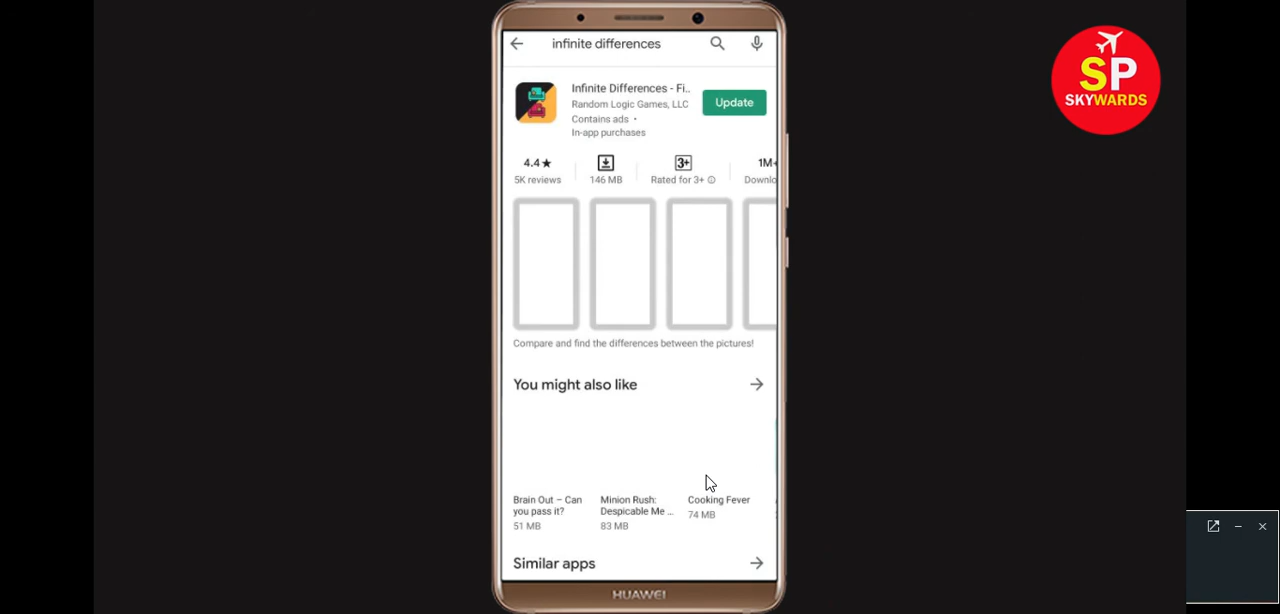 infinite differences
SP
SKYWARDS
Infinite Differences - Fi..
Update
Random Logic Games, LLC
Contains ads •
In-app purchases
4.4★
3+
1M+
5K reviews
146 MB
Rated for 3+
Downlo
Compare and find the differences between the pictures!
You might also like
Brain Out – Can
you pass it?
51 MB
Minion Rush:
Despicable Me ...
83 MB
Cooking Fever
74 MB
Similar apps
HUAWEI